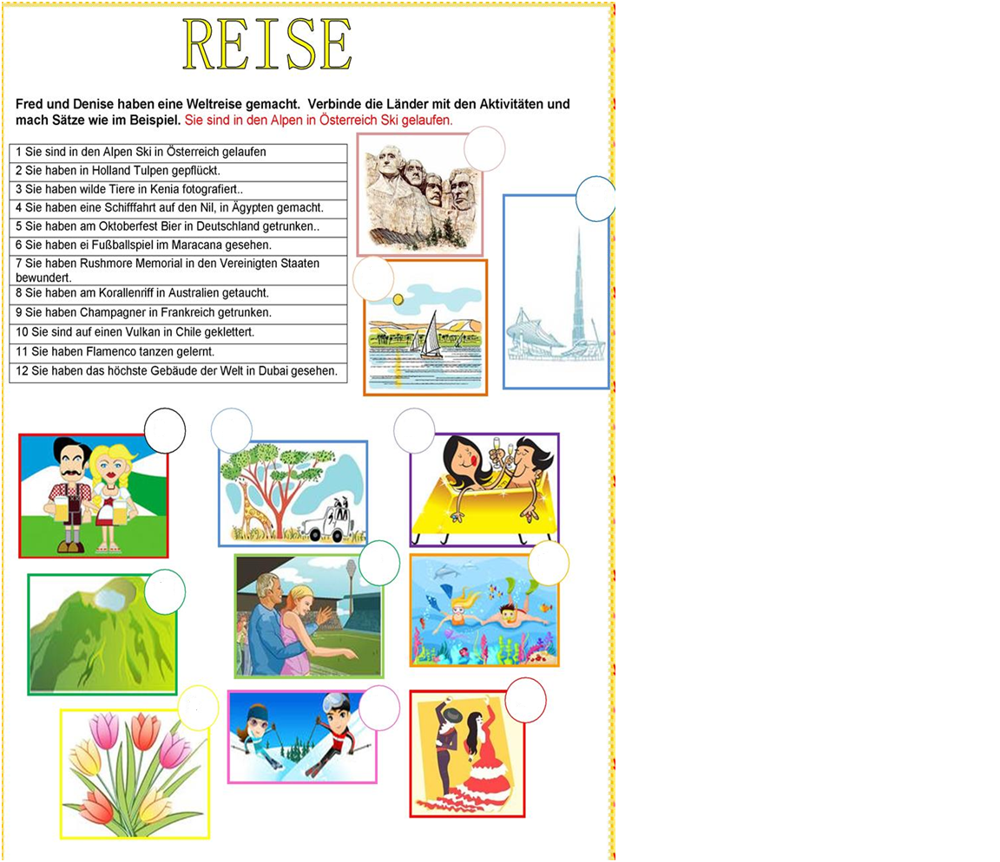 REISE
Fred und Denise haben eine Weltreise gemacht.  Verbinde die Länder mit den Aktivitäten und
mach Sätze wie im Beispiel. Sie sind in den Alpen in Österreich Ski gelaufen.
1 Sie sind in den Alpen Ski in Österreich gelaufen
2 Sie haben in Holland Tulpen gepflückt.
3 Sie haben wilde Tiere in Kenia fotografiert..
4 Sie haben eine Schifffahrt auf den Nil, in Ägypten gemacht.
5 Sie haben am Oktoberfest Bier in Deutschland getrunken..
6 Sie haben ei Fußballspiel im Maracana gesehen.
7 Sie haben Rushmore Memorial in den Vereinigten Staaten
bewundert.
8 Sie haben am Korallenriff in Australien getaucht.
9 Sie haben Champagner in Frankreich getrunken.
10 Sie sind auf einen Vulkan in Chile geklettert.
11 Sie haben Flamenco tanzen gelernt.
12 Sie haben das höchste Gebäude der Welt in Dubai gesehen.